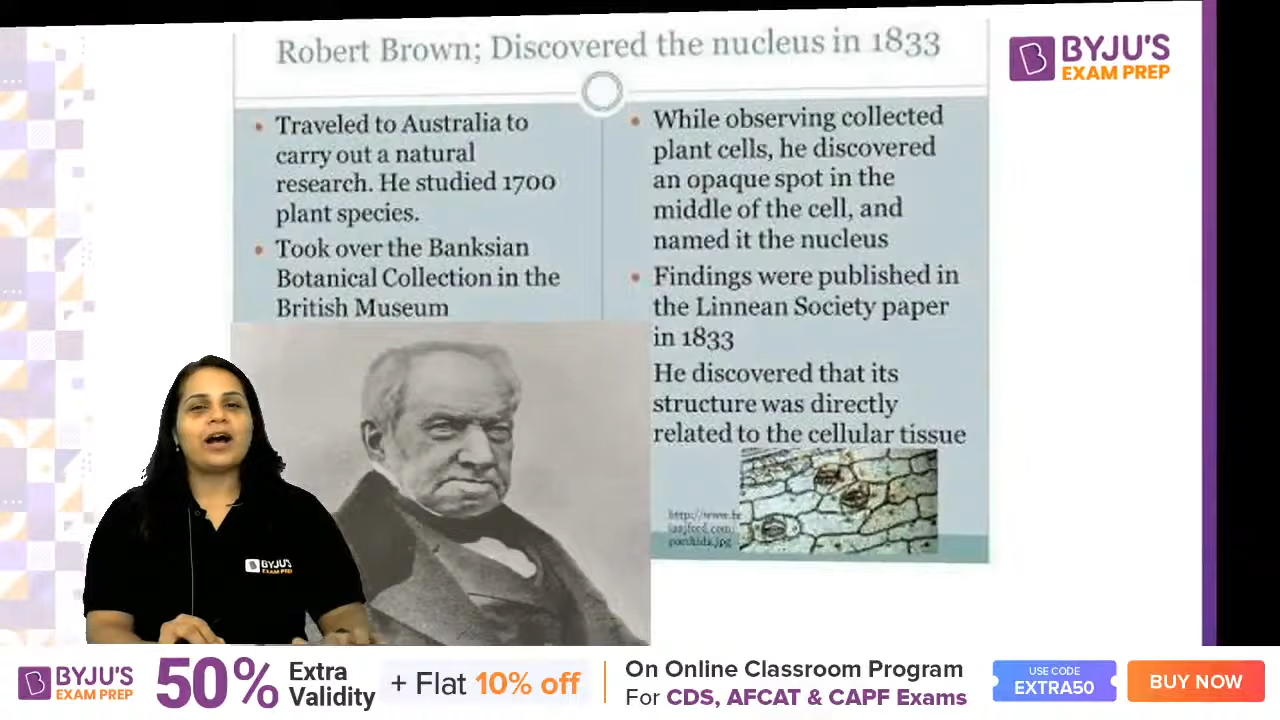 Robert Brown; Discovered the nucleus in 1833
BYJU'S
EXAM PREP
Traveled to Australia to
carry out a natural
research. He studied 1700
plant species.
Took over the Banksian
Botanical Collection in the
British Museum
While observing collected
plant cells, he discovered
an opaque spot in the
middle of the cell, and
named it the nucleus
Findings were published in
the Linnean Society paper
in 1833
He discovered that its
structure was directly
related to the cellular tissue
BYJU'S
EXAM PREP
BYJU'S
EXAM PREP
50% Extra Validity
+ Flat 10% off
On Online Classroom Program
For CDS, AFCAT & CAPF Exams
USE CODE
EXTRA50
BUY NOW